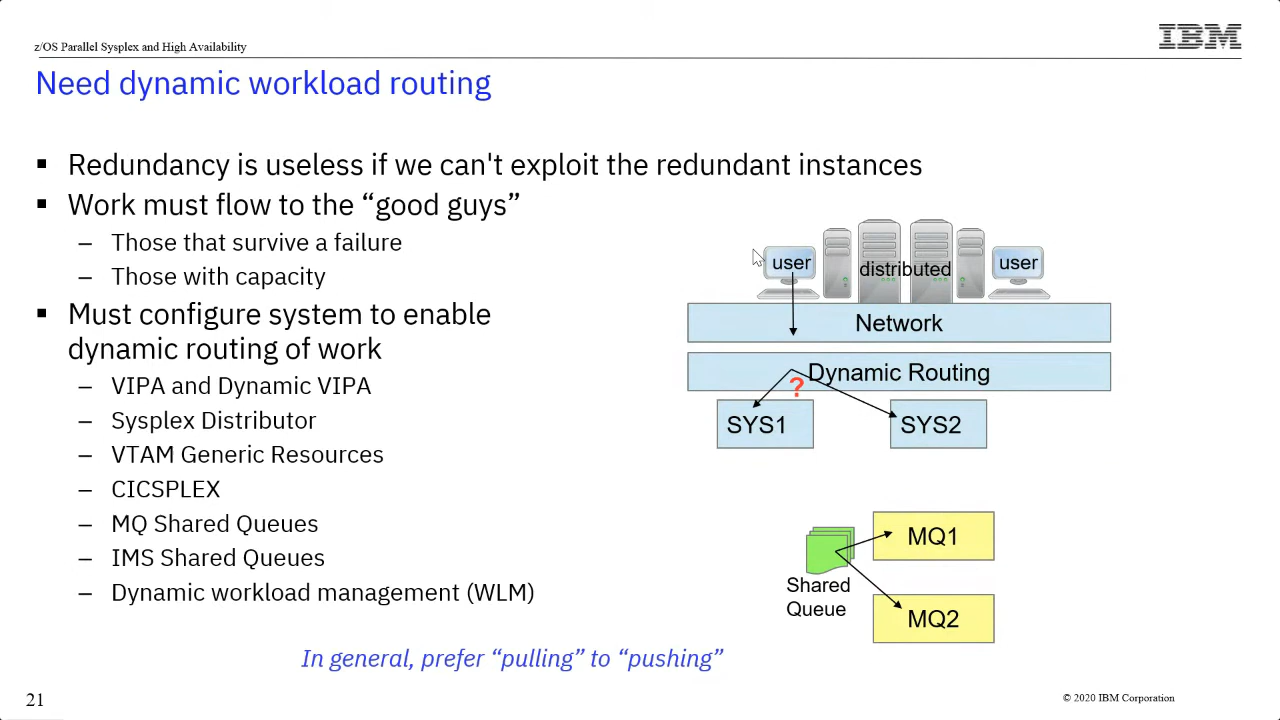 z/OS Parallel Sysplex and High Availability
IBM
Need dynamic workload routing
▪ Redundancy is useless if we can't exploit the redundant instances
▪ Work must flow to the “good guys”
– Those that survive a failure
– Those with capacity
▪ Must configure system to enable
dynamic routing of work
– VIPA and Dynamic VIPA
– Sysplex Distributor
– VTAM Generic Resources
– CICSPLEX
– MQ Shared Queues
– IMS Shared Queues
– Dynamic workload management (WLM)
user
distributed
user
Network
Dynamic Routing
?
SYS1
SYS2
MQ1
Shared
Queue
MQ2
In general, prefer “pulling” to “pushing”
21
© 2020 IBM Corporation